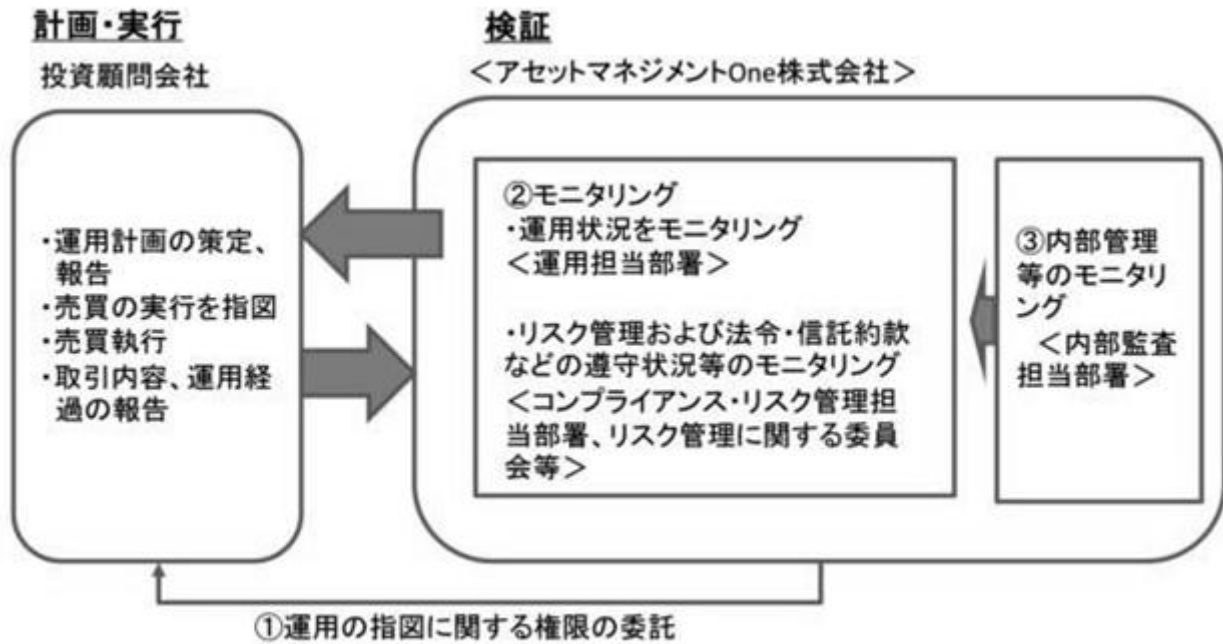 計画・実行
投資顧問会社
・運用計画の策定、
報告
・売買の実行を指図
・売買執行
・取引内容、運用経
過の報告
検証
＜アセットマネジメントOne株式会社＞
②モニタリング
・運用状況をモニタリング
＜運用担当部署＞
・リスク管理および法令・信託約款
などの遵守状況等のモニタリング
＜コンプライアンス・リスク管理担
当部署、リスク管理に関する委員
会等＞
③内部管理
等のモニタリ
ング
＜内部監査
担当部署＞
①運用の指図に関する権限の委託